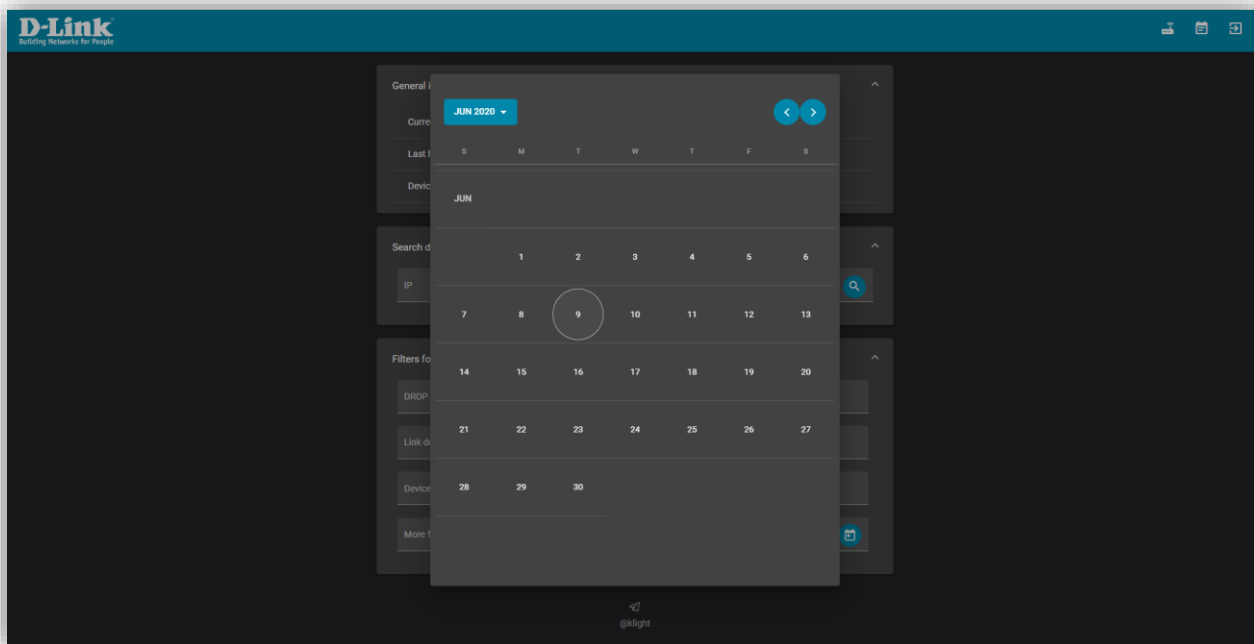 D-Link
Building Networks for People
General
JUN 2020
Curre
Last
S M T W T F S
Devic
JUN
Search d
1 2 3 4 5 6
IP
7 8 9 10 11 12 13
Filters fo
14 15 16 17 18 19 20
DROP
21 22 23 24 25 26 27
Link d
28 29 30
Device
More
@klight